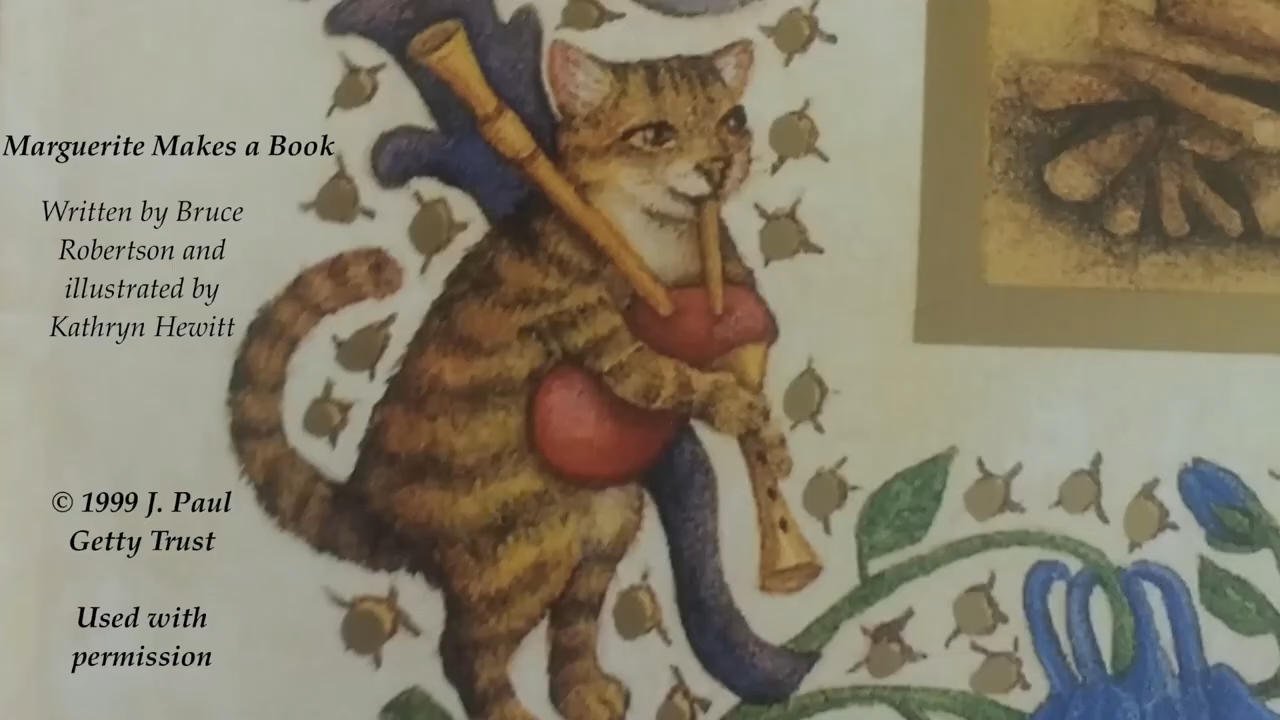 Marguerite Makes a Book
Written by Bruce
Robertson and
illustrated by
Kathryn Hewitt
© 1999 J. Paul
Getty Trust
Used with
permission